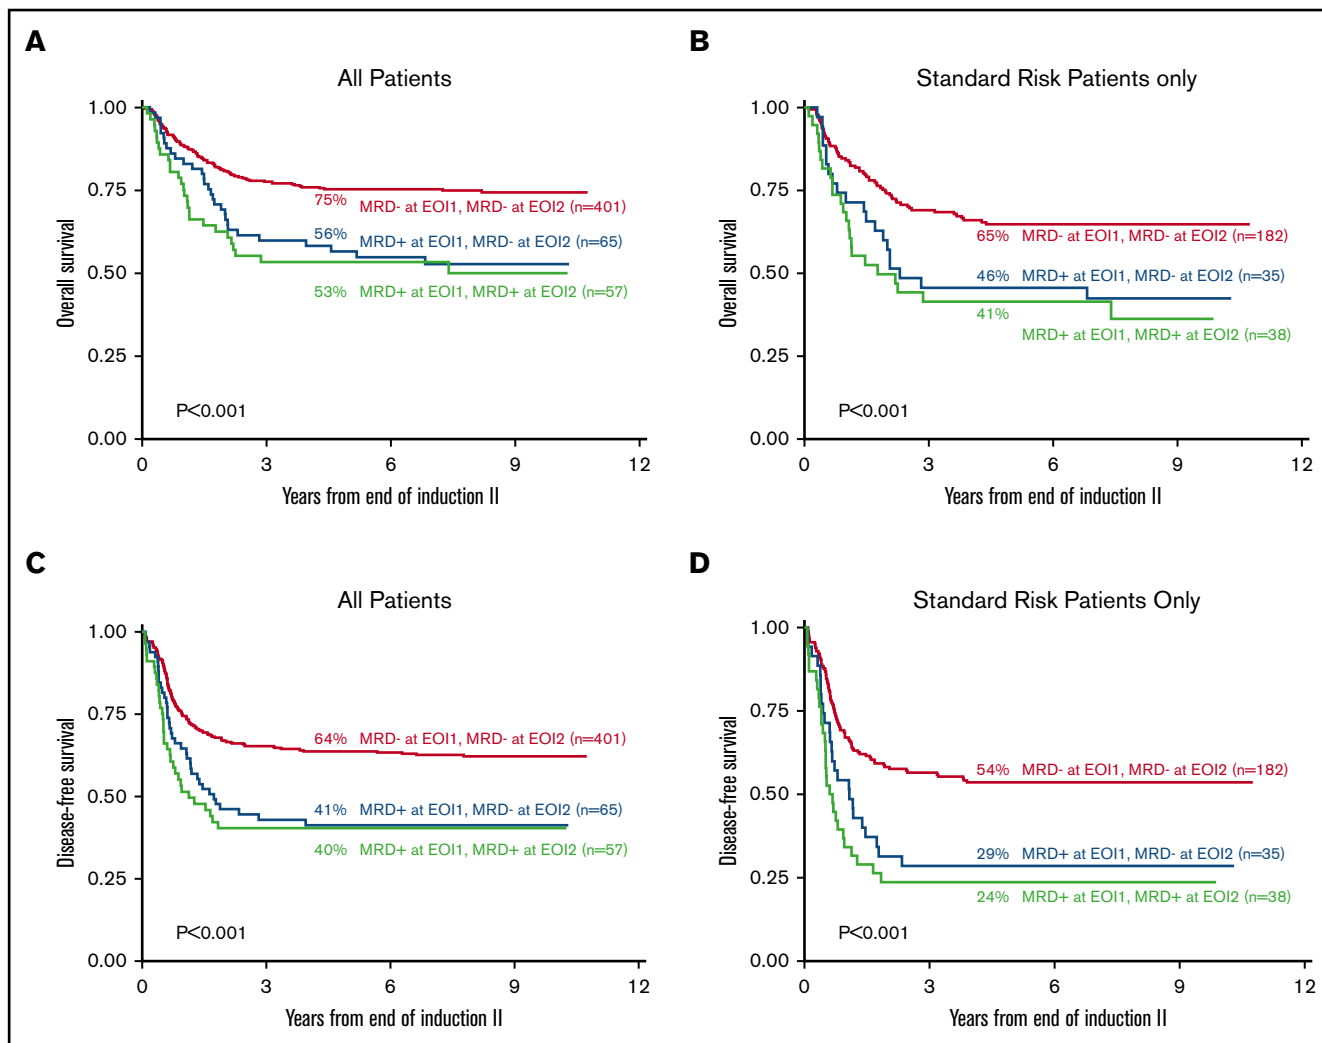 A
All Patients
Overall survival
1.00
0.75
0.50
0.25
0.00
75% MRD- at EOI1, MRD- at EOI2 (n=401)
56% MRD+ at EOI1, MRD- at EOI2 (n=65)
53% MRD+ at EOI1, MRD+ at EOI2 (n=57)
P<0.001
0 3 6 9 12
Years from end of induction II
B
Standard Risk Patients only
Overall survival
1.00
0.75
0.50
0.25
0.00
65% MRD- at EOI1, MRD- at EOI2 (n=182)
46% MRD+ at EOI1, MRD- at EOI2 (n=35)
41%
MRD+ at EOI1, MRD+ at EOI2 (n=38)
P<0.001
0 3 6 9 12
Years from end of induction II
C
All Patients
Disease-free survival
1.00
0.75
0.50
0.25
0.00
64% MRD- at EOI1, MRD- at EOI2 (n=401)
41% MRD+ at EOI1, MRD- at EOI2 (n=65)
40% MRD+ at EOI1, MRD+ at EOI2 (n=57)
P<0.001
0 3 6 9 12
Years from end of induction II
D
Standard Risk Patients Only
Disease-free survival
1.00
0.75
0.50
0.25
0.00
54% MRD- at EOI1, MRD- at EOI2 (n=182)
29% MRD+ at EOI1, MRD- at EOI2 (n=35)
24% MRD+ at EOI1, MRD+ at EOI2 (n=38)
P<0.001
0 3 6 9 12
Years from end of induction II